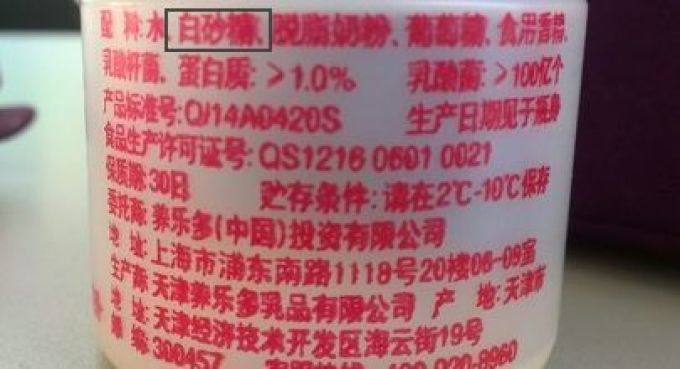 配 料:水、白砂糖、脱脂奶粉、葡萄糖、食用香精、
乳酸杆菌、蛋白质:>1.0% 乳酸菌:>100亿个
产品标准号:Q/14A0420S 生产日期见于瓶身
食品生产许可证号:QS1216 0601 0021
保质期:30日 贮存条件:请在2℃-10℃保存
委托商:养乐多(中国)投资有限公司
地 址:上海市浦东南路1118号20楼06-09室
生产商:天津养乐多乳品有限公司 产 地:天津市
地 址:天津经济技术开发区海云街19号
邮 编:300457 客服热线:400-920-8960